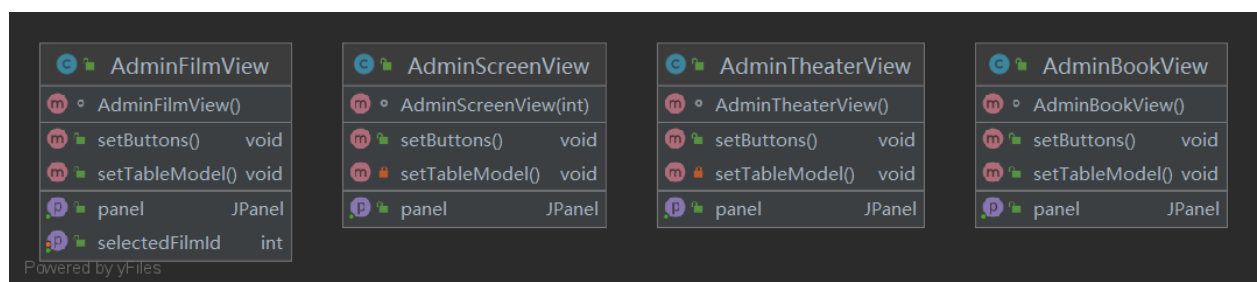 AdminFilmView
AdminFilmView()
setButtons() void
setTableModel() void
panel JPanel
selectedFilmId int
AdminScreenView
AdminScreenView(int)
setButtons() void
setTableModel() void
panel JPanel
AdminTheaterView
AdminTheaterView()
setButtons() void
setTableModel() void
panel JPanel
AdminBookView
AdminBookView()
setButtons() void
setTableModel() void
panel JPanel
Powered by yFiles